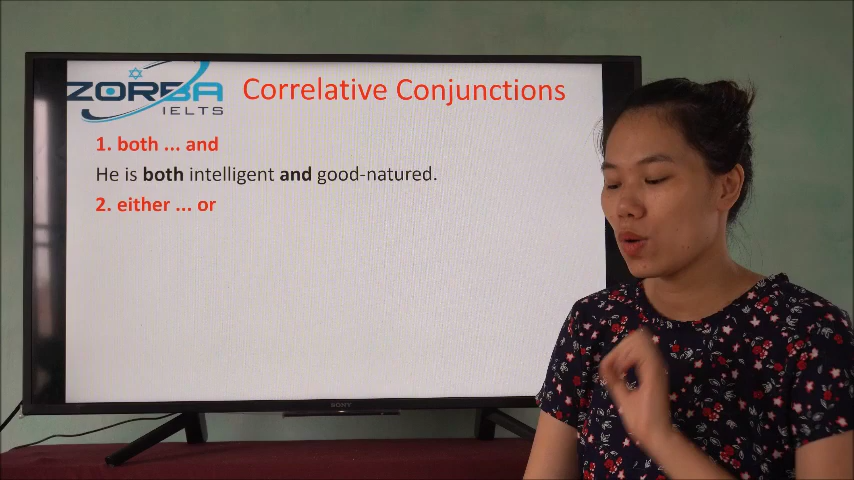 ZORBA
IELTS
Correlative Conjunctions
1. both ... and
He is both intelligent and good-natured.
2. either ... or
SONY